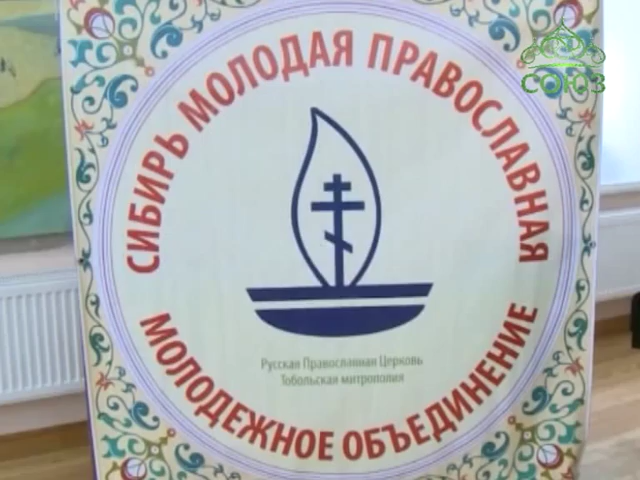 СОЮЗ
СИБИРЬ МОЛОДАЯ ПРАВОСЛАВНАЯ
Русская Православная Церковь
Тобольская митрополия
МОЛОДЕЖНОЕ ОБЪЕДИНЕНИЕ